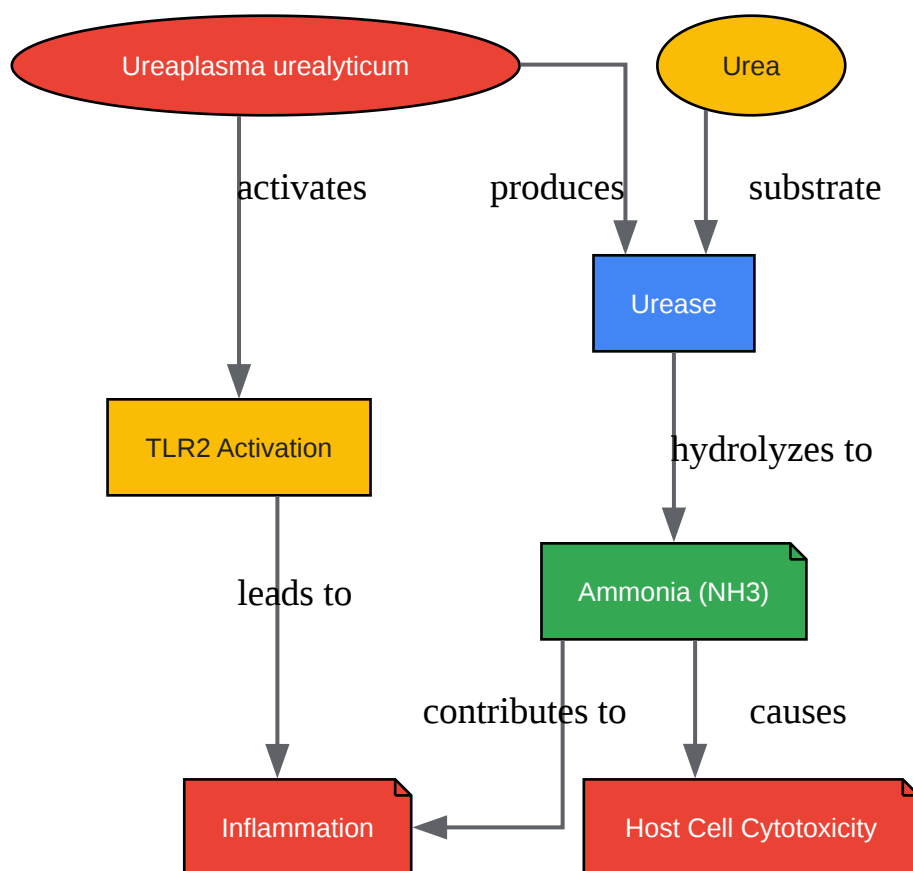 Ureaplasma urealyticum
Urea
activates
produces
substrate
Urease
TLR2 Activation
hydrolyzes to
leads to
Ammonia (NH3)
contributes to
causes
Inflammation
Host Cell Cytotoxicity